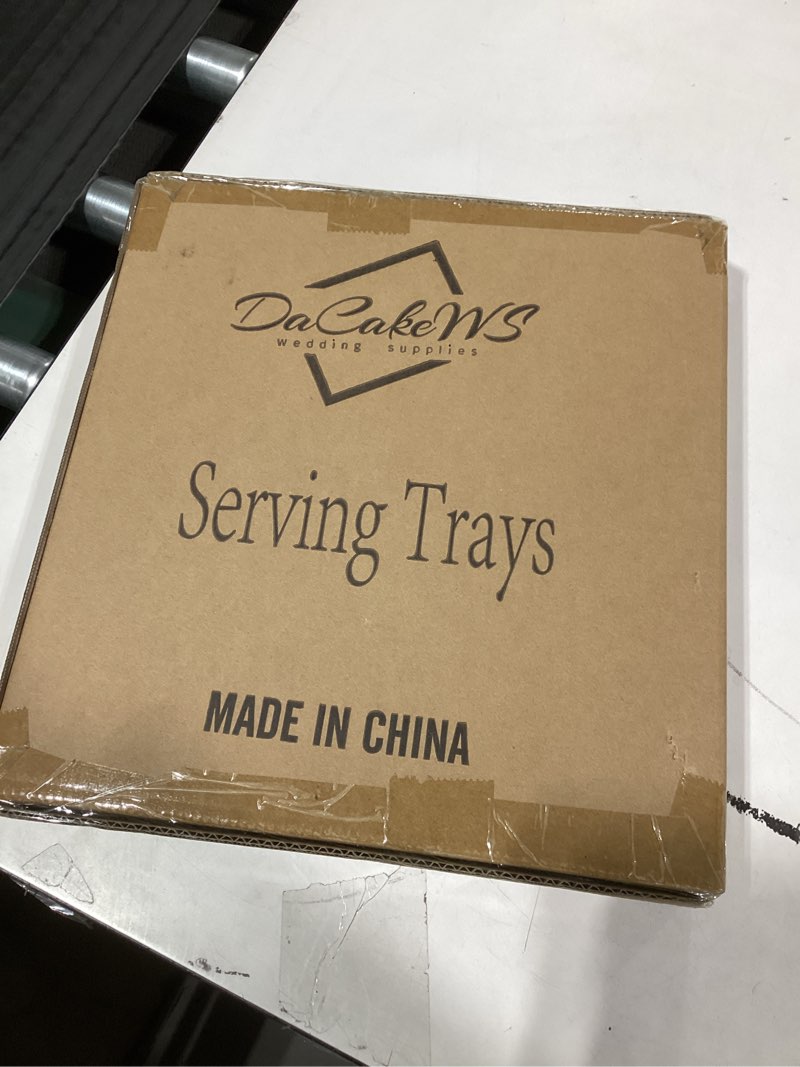 DaCakeWS
wedding supplies
Serving Trays
MADE IN CHINA